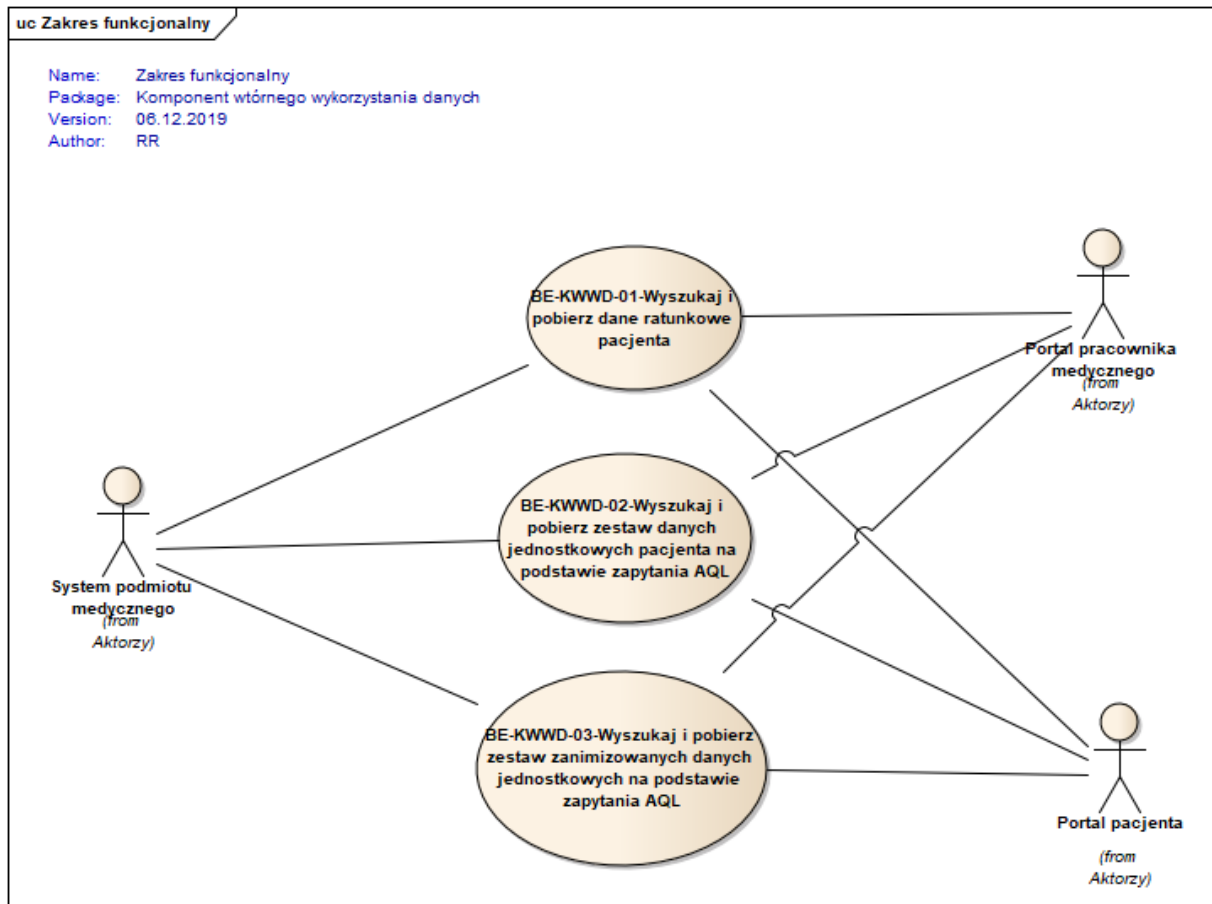 uc Zakres funkcjonalny
Name: Zakres funkcjonalny
Package: Komponent wtórnego wykorzystania danych
Version: 06.12.2019
Author: RR
BE-KWWD-01-Wyszukaj i
pobierz dane ratunkowe
pacjenta
Portal pracownika
medycznego
(from
Aktorzy)
BE-KWWD-02-Wyszukaj i
pobierz zestaw danych
jednostkowych pacjenta na
podstawie zapytania AQL
System podmiotu
medycznego
(from
Aktorzy)
BE-KWWD-03-Wyszukaj i pobierz
zestaw zanimizowanych danych
jednostkowych na podstawie
zapytania AQL
Portal pacjenta
(from
Aktorzy)